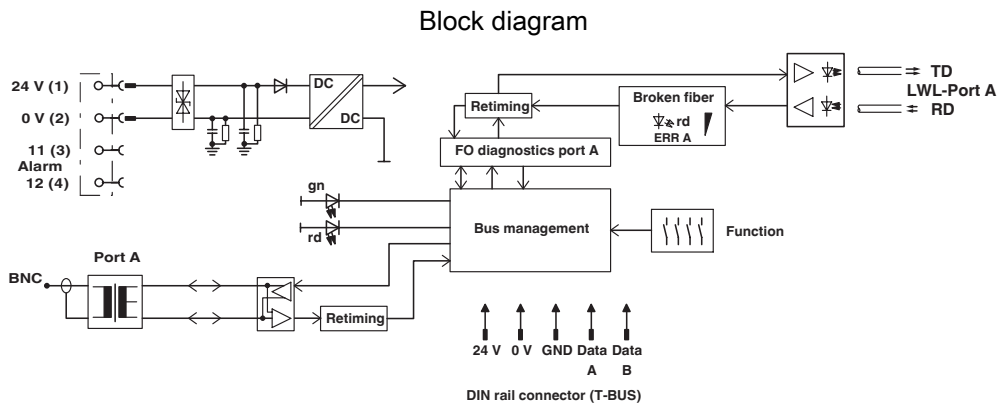 Block diagram
24 V (1)
0 V (2)
11 (3)
Alarm
12 (4)
DC
DC
Retiming
Broken fiber
rd
ERR A
TD
LWL-Port A
RD
FO diagnostics port A
gn
rd
Bus management
Function
Port A
BNC
Retiming
24 V 0 V GND Data Data
A B
DIN rail connector (T-BUS)